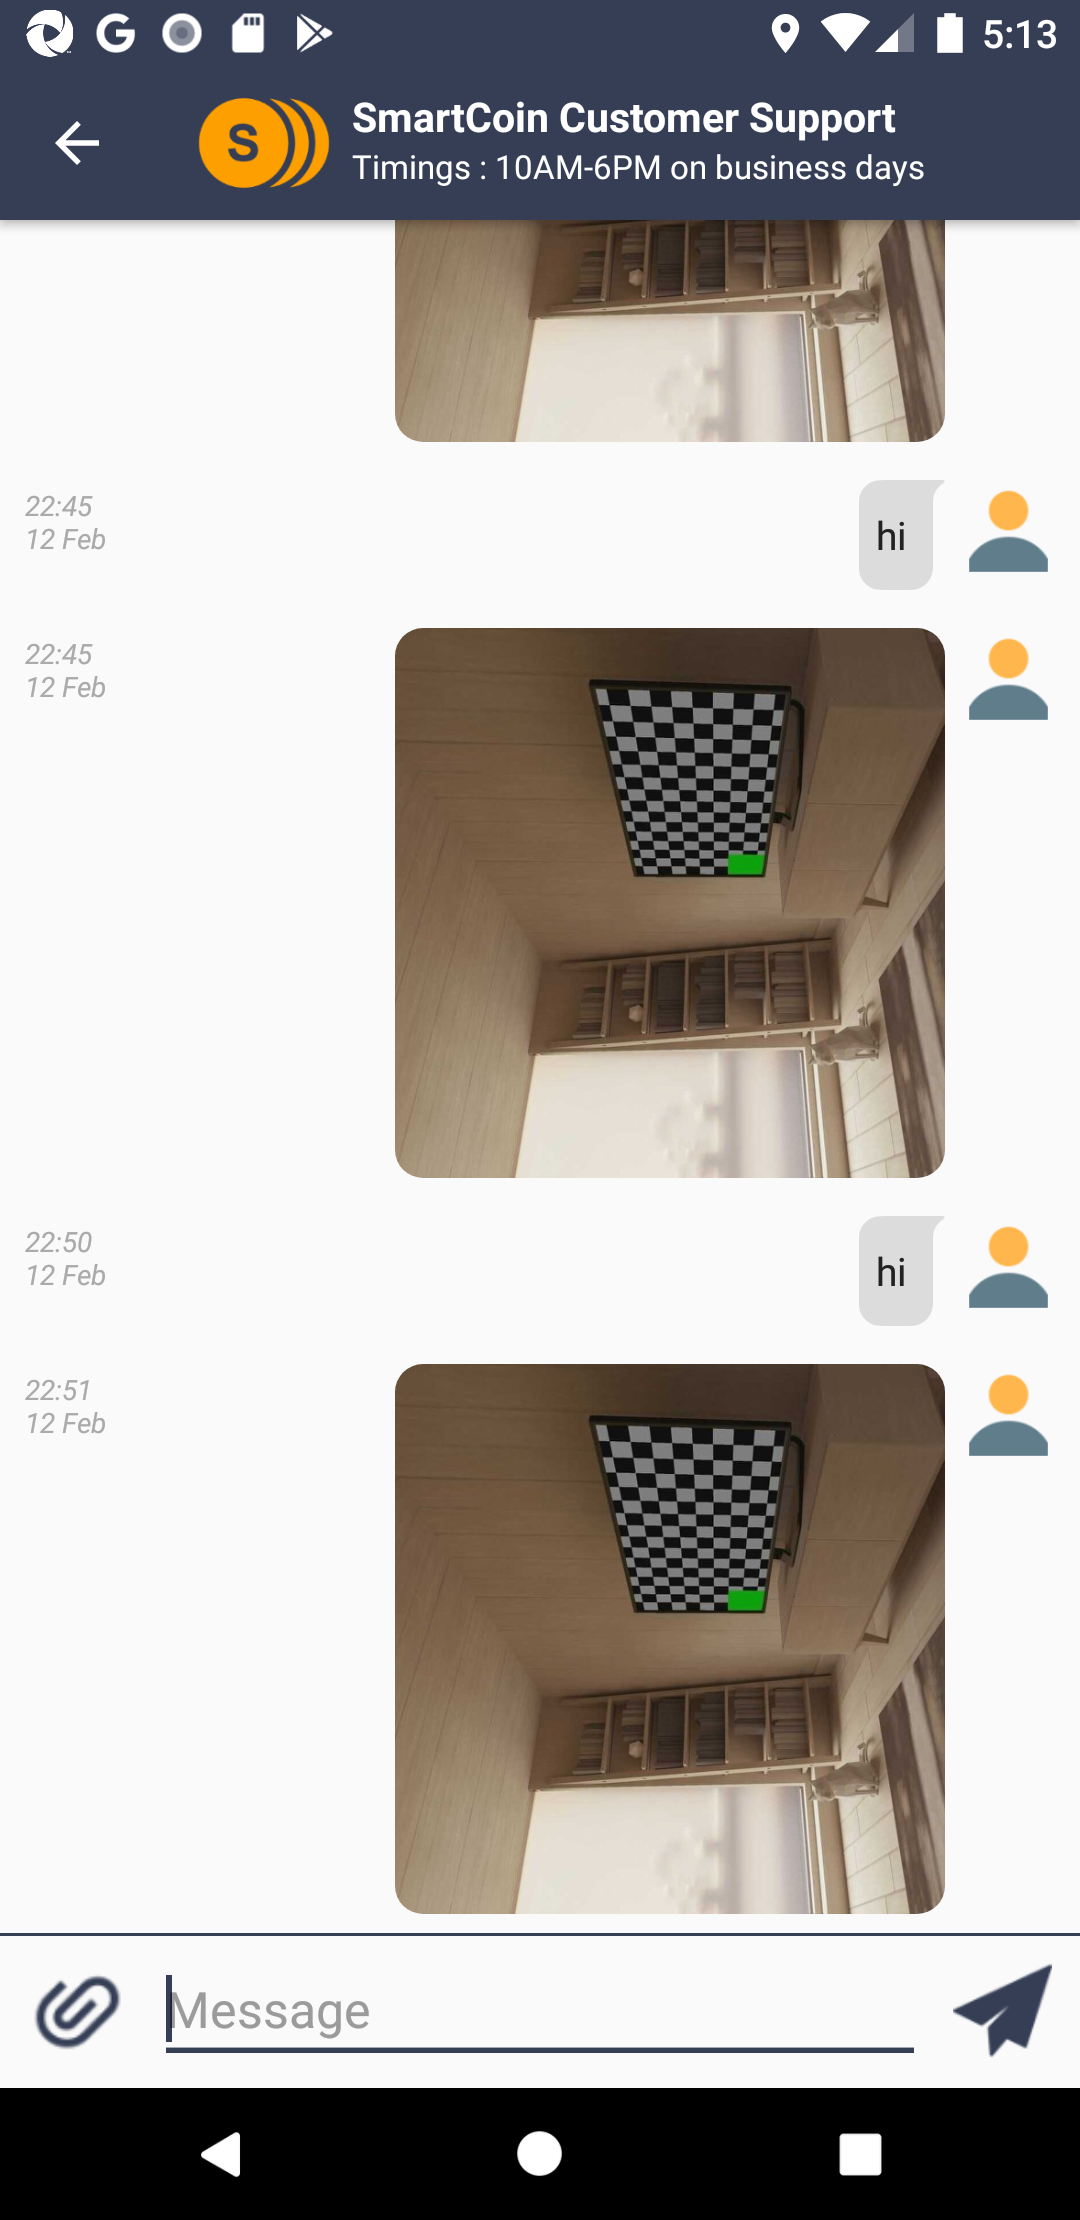 5:13
S
SmartCoin Customer Support
Timings : 10AM-6PM on business days
22:45
12 Feb
hi
22:45
12 Feb
22:50
12 Feb
hi
22:51
12 Feb
Message